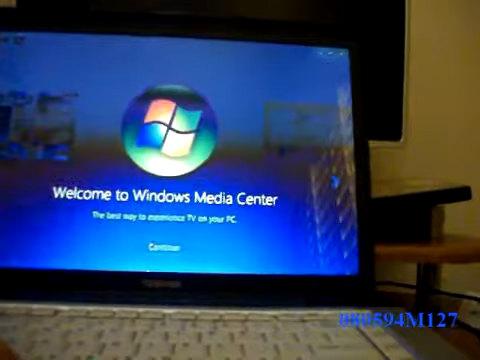 Welcome to Windows Media Center
The best way to experience TV on your PC.
Continue
TOSHIBA
080594M127